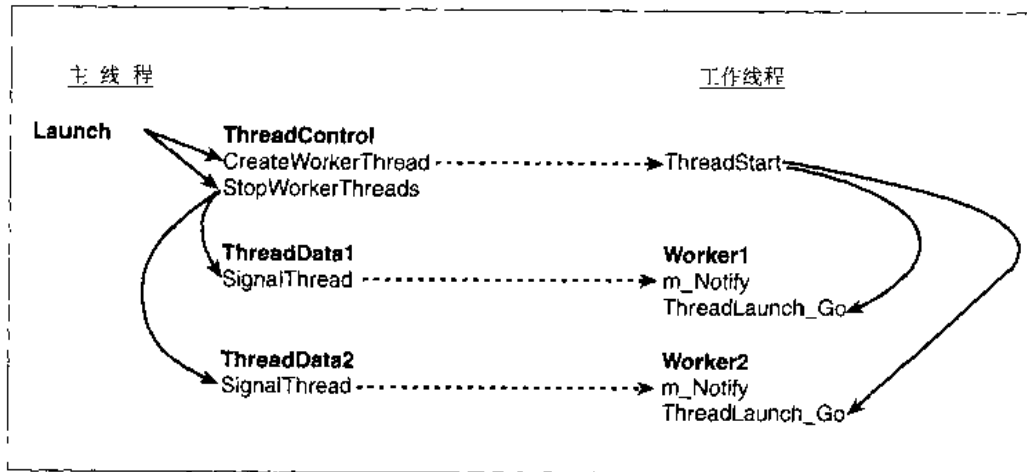 主线程 工作线程
Launch ThreadControl
CreateWorkerThread ThreadStart
StopWorkerThreads
ThreadData1 Worker1
SignalThread m_Notify
ThreadLaunch_Go
ThreadData2 Worker2
SignalThread m_Notify
ThreadLaunch_Go